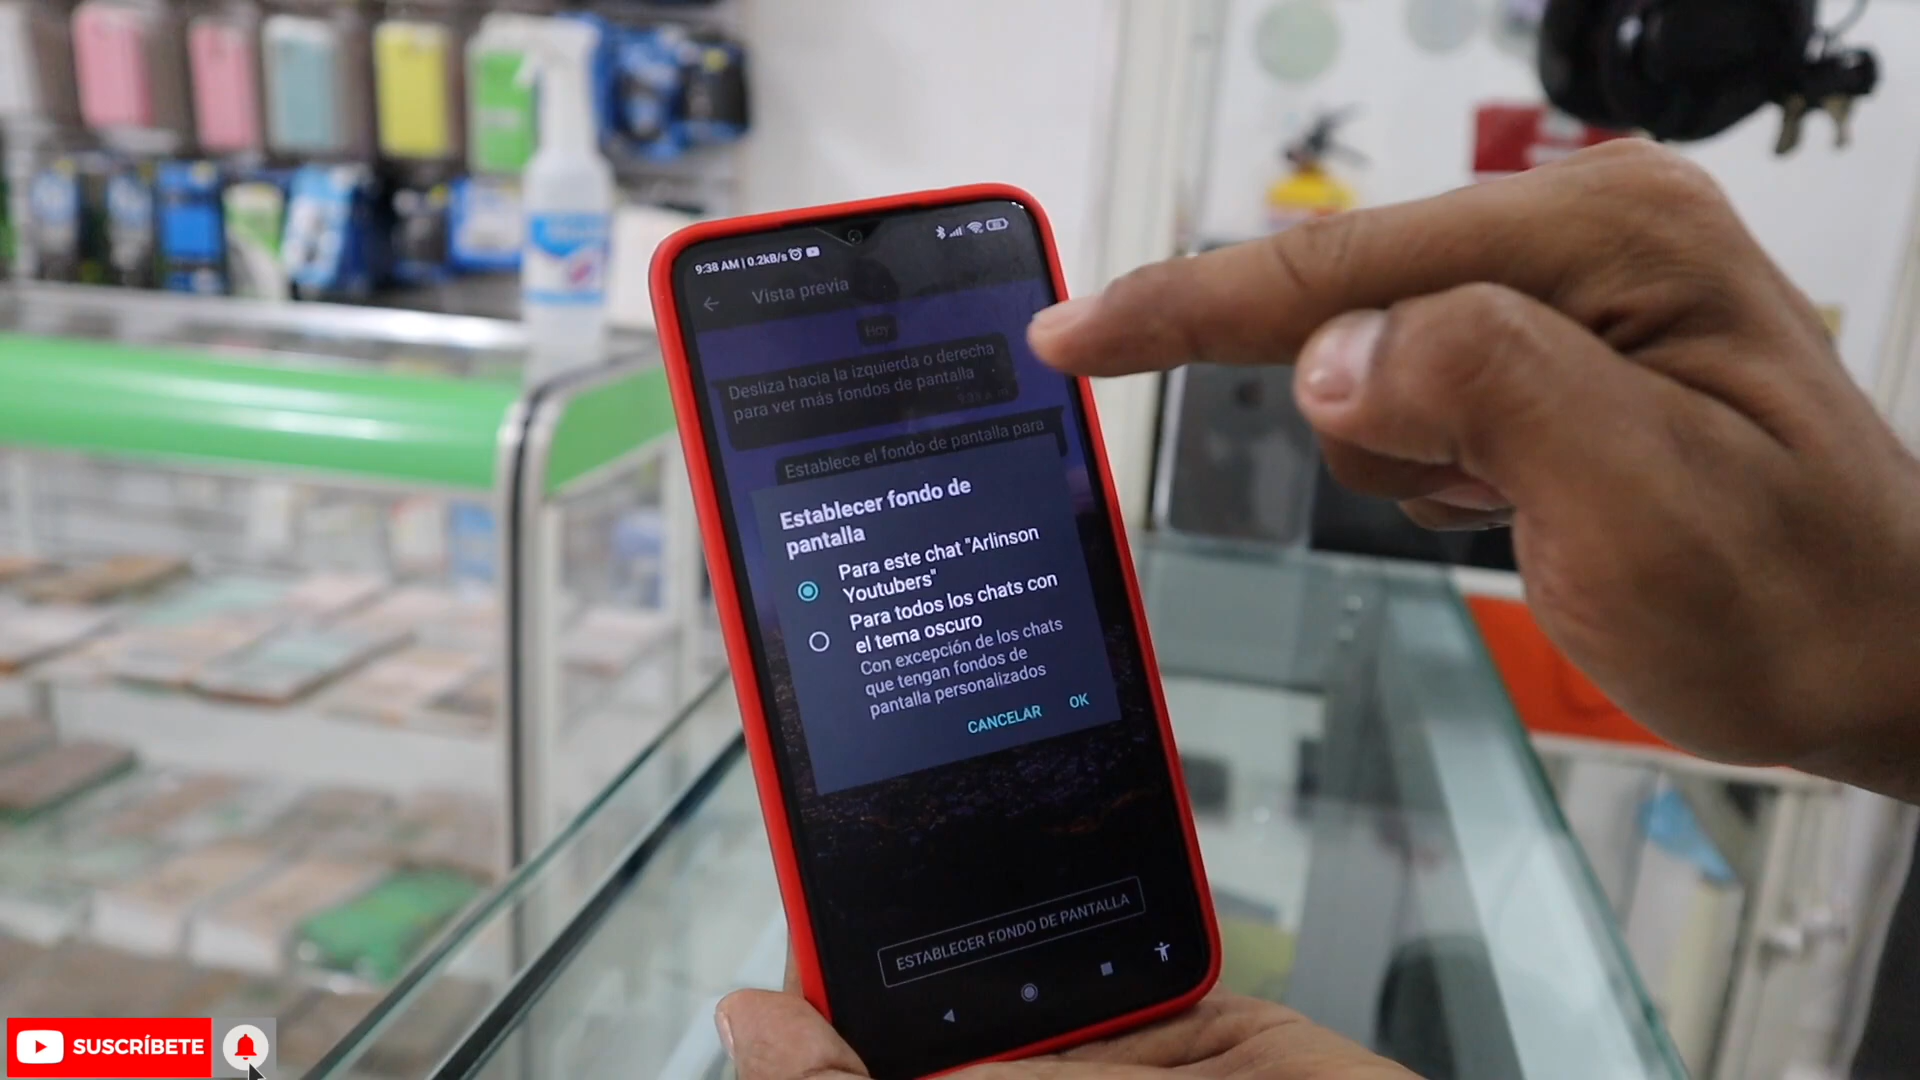 9:38 AM | 0.2kB/s
Vista previa
Hoy
Desliza hacia la izquierda o derecha
para ver más fondos de pantalla
9:38 a. m.
Establece el fondo de pantalla para
Establecer fondo de
pantalla
Para este chat "Arlinson
Youtubers"
Para todos los chats con
el tema oscuro
Con excepción de los chats
que tengan fondos de
pantalla personalizados
CANCELAR
OK
ESTABLECER FONDO DE PANTALLA
SUSCRÍBETE